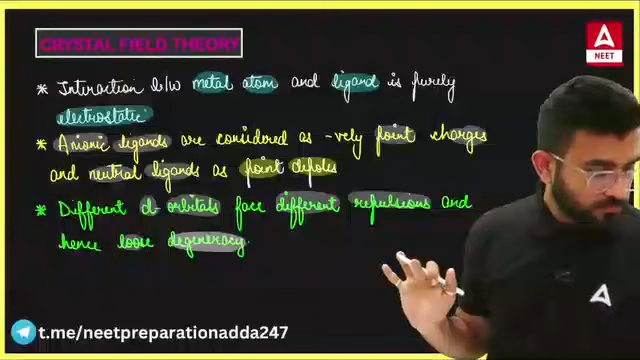 CRYSTAL FIELD THEORY
* Interaction b/w metal atom and ligand is purely
electrostatic
* Anionic ligands are considered as -vely point charges
and neutral ligands as point dipoles
* Different d-orbitals face different repulsions and
hence loose degeneracy.
A
NEET
A
t.me/neetpreparationadda247